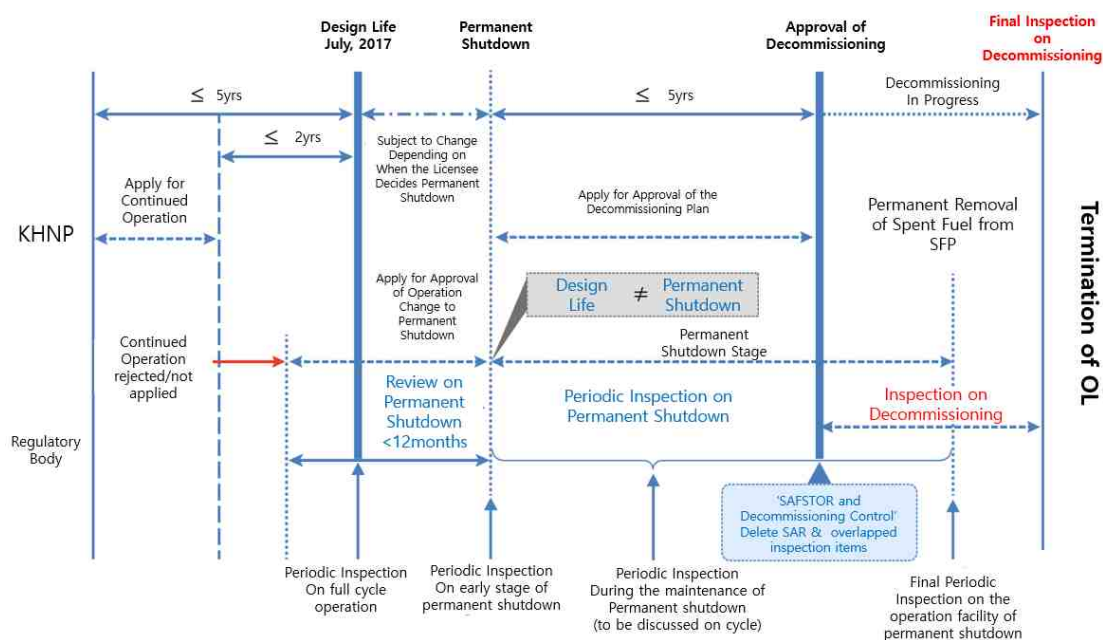 Design Life
July, 2017
Permanent
Shutdown
Approval of
Decommissioning
Final Inspection
on
Decommissioning
≤ 5yrs
≤ 5yrs
Decommissioning
In Progress
≤ 2yrs
Subject to Change
Depending on
When the Licensee
Decides Permanent
Shutdown
Apply for
Continued
Operation
Apply for Approval of the
Decommissioning Plan
Permanent Removal
of Spent Fuel from
SFP
KHNP
Termination of OL
Apply for Approval
of Operation
Change to
Permanent
Shutdown
Design
Life
≠
Permanent
Shutdown
Permanent
Shutdown Stage
Continued
Operation
rejected/not
applied
Review on
Permanent
Shutdown
<12months
Periodic Inspection on
Permanent Shutdown
Inspection on
Decommissioning
Regulatory
Body
'SAFSTOR and
Decommissioning Control'
Delete SAR & overlapped
inspection items
Periodic Inspection
On full cycle
operation
Periodic Inspection
On early stage of
permanent shutdown
Periodic Inspection
During the maintenance of
Permanent shutdown
(to be discussed on cycle)
Final Periodic
Inspection on the
operation facility of
permanent shutdown